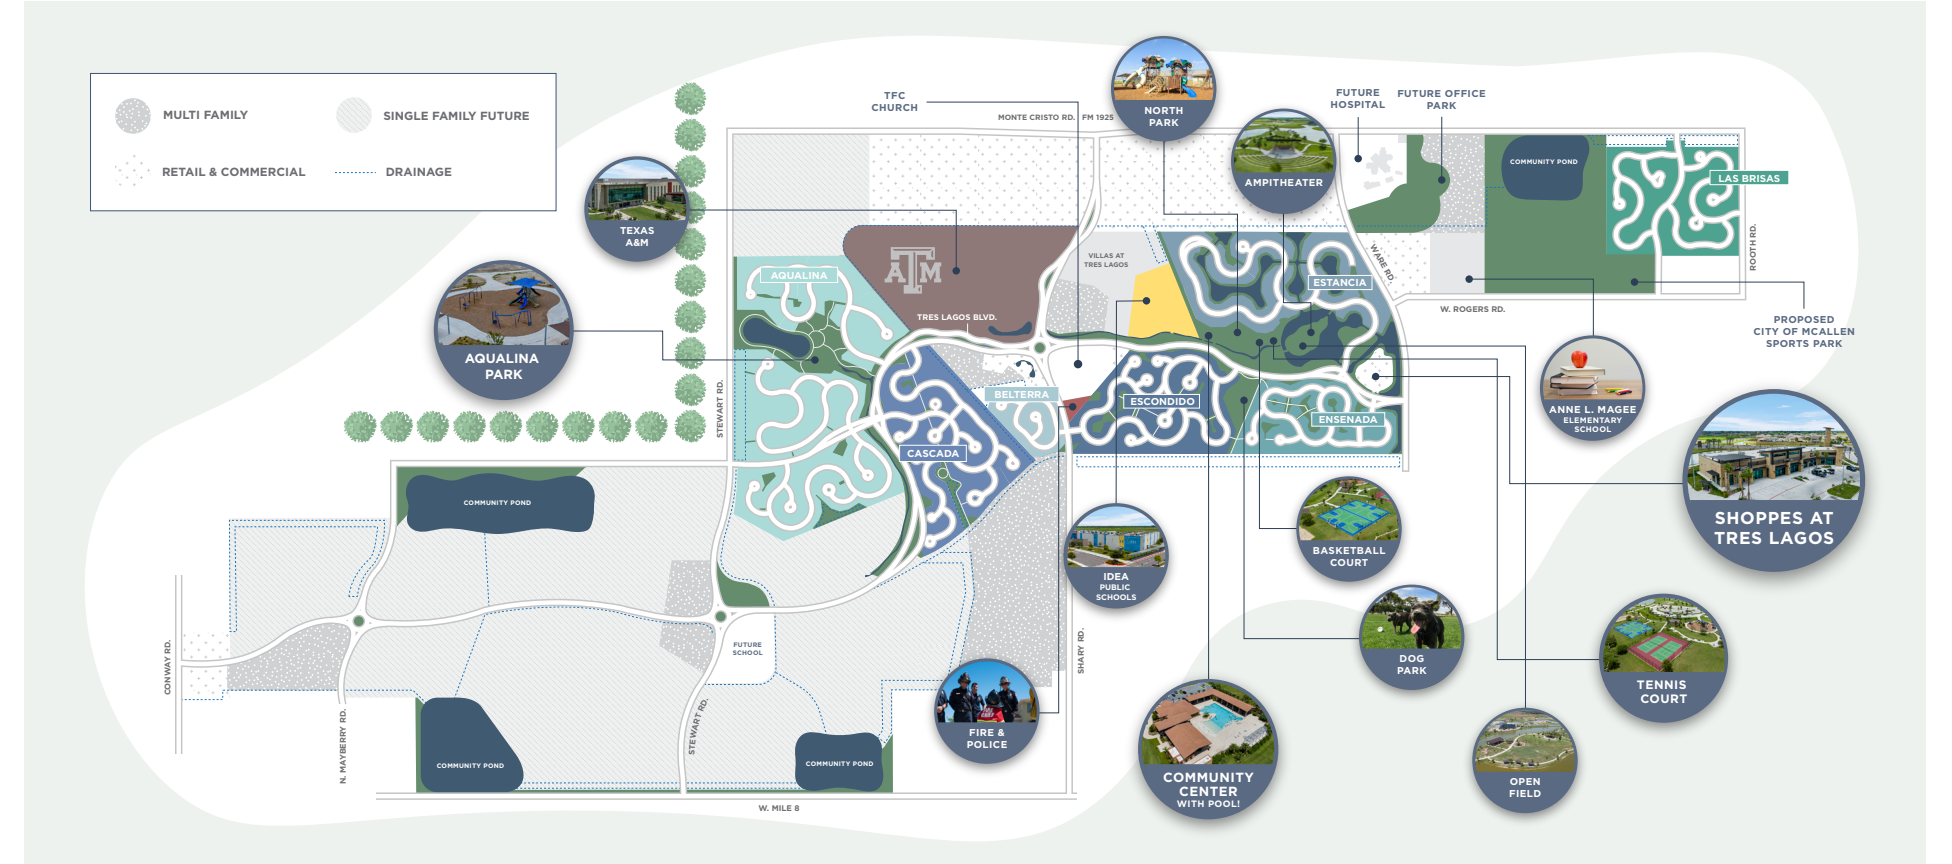 MULTI FAMILY
SINGLE FAMILY FUTURE
RETAIL & COMMERCIAL
DRAINAGE
TEXAS
A&M
AQUALINA
PARK
TFC
CHURCH
MONTE CRISTO RD. FM 1925
NORTH
PARK
AMPITHEATER
FUTURE
HOSPITAL
FUTURE OFFICE
PARK
COMMUNITY POND
LAS BRISAS
ROOTH RD.
WARE RD.
W. ROGERS RD.
PROPOSED
CITY OF MCALLEN
SPORTS PARK
AQUALINA
ATM
VILLAS AT
TRES LAGOS
ESTANCIA
TRES LAGOS BLVD.
STEWART RD.
BELTERRA
ESCONDIDO
ENSENADA
CASCADA
ANNE L. MAGEE
ELEMENTARY
SCHOOL
SHOPPES AT
TRES LAGOS
COMMUNITY POND
IDEA
PUBLIC
SCHOOLS
BASKETBALL
COURT
DOG
PARK
TENNIS
COURT
OPEN
FIELD
COMMUNITY
CENTER
WITH POOL!
FIRE &
POLICE
FUTURE
SCHOOL
SHARY RD.
CONWAY RD.
N. MAYBERRY RD.
STEWART RD.
COMMUNITY POND
COMMUNITY POND
W. MILE 8